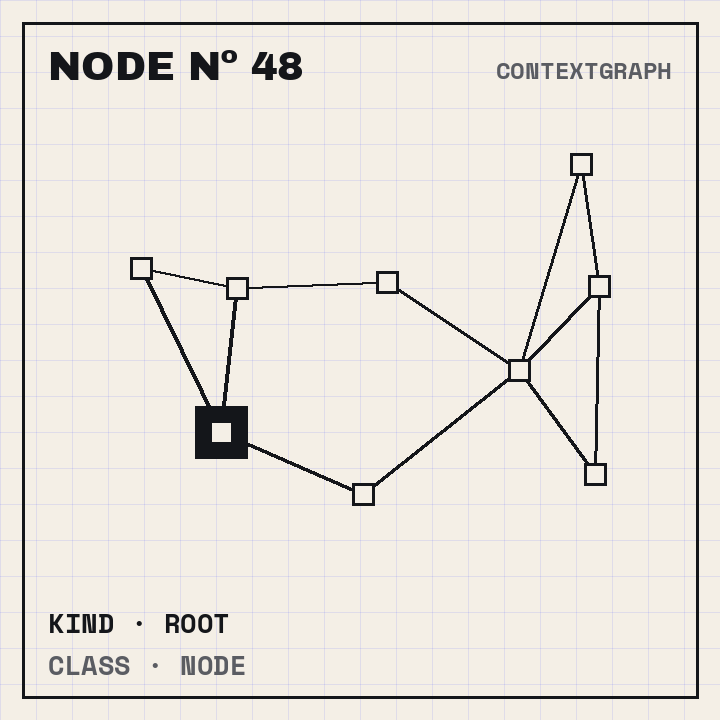 NODE Nº 48
CONTEXTGRAPH
KIND · ROOT
CLASS · NODE